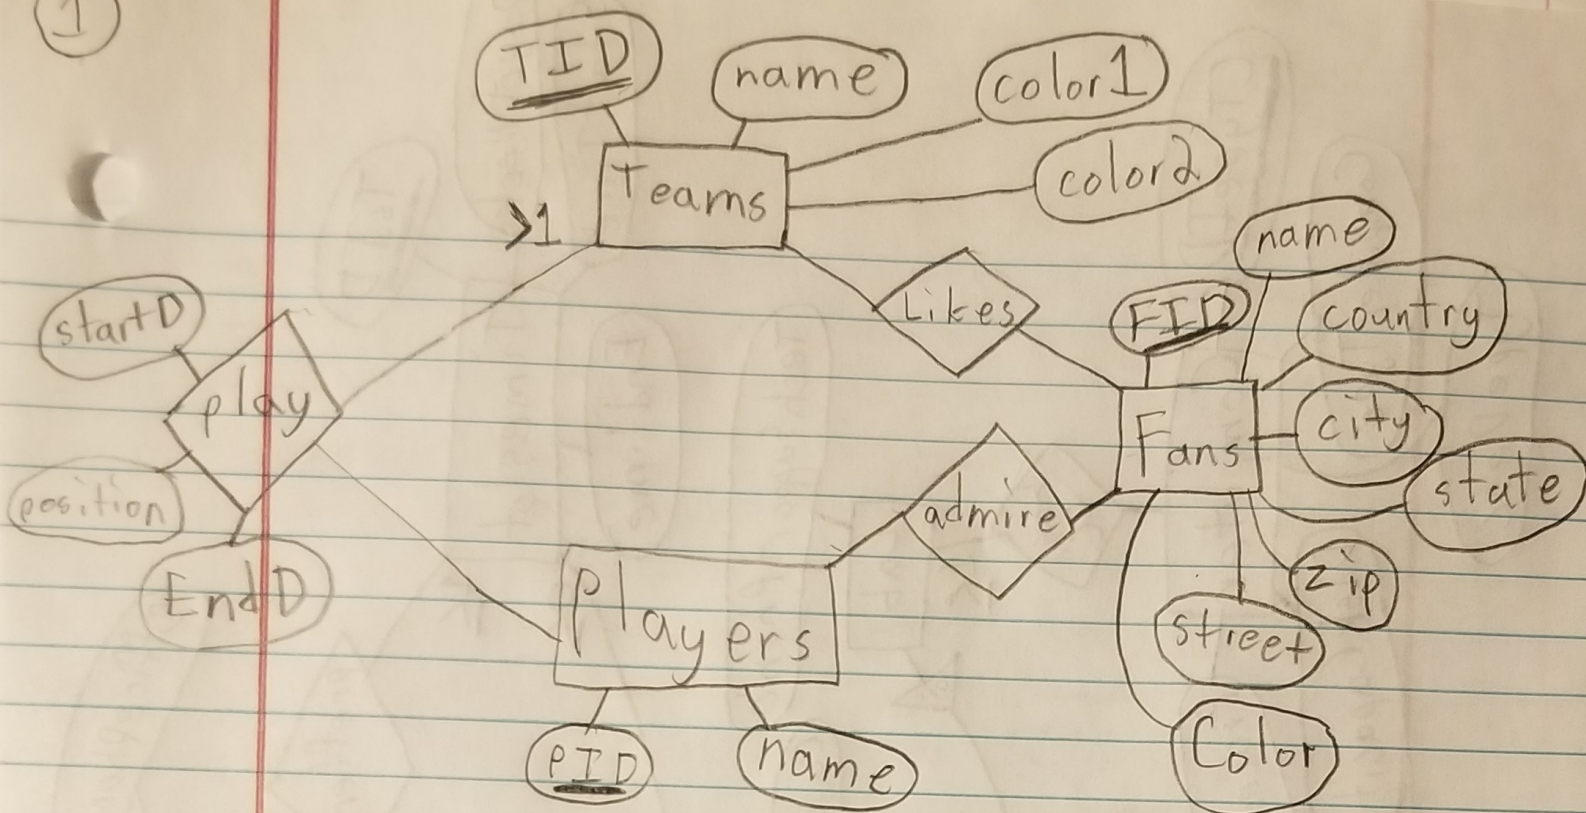 1
TID
name
color1
color2
Teams
>1
name
Likes
FID
country
startD
play
city
Fans
state
position
admire
EndD
zip
Players
street
PID
name
Color